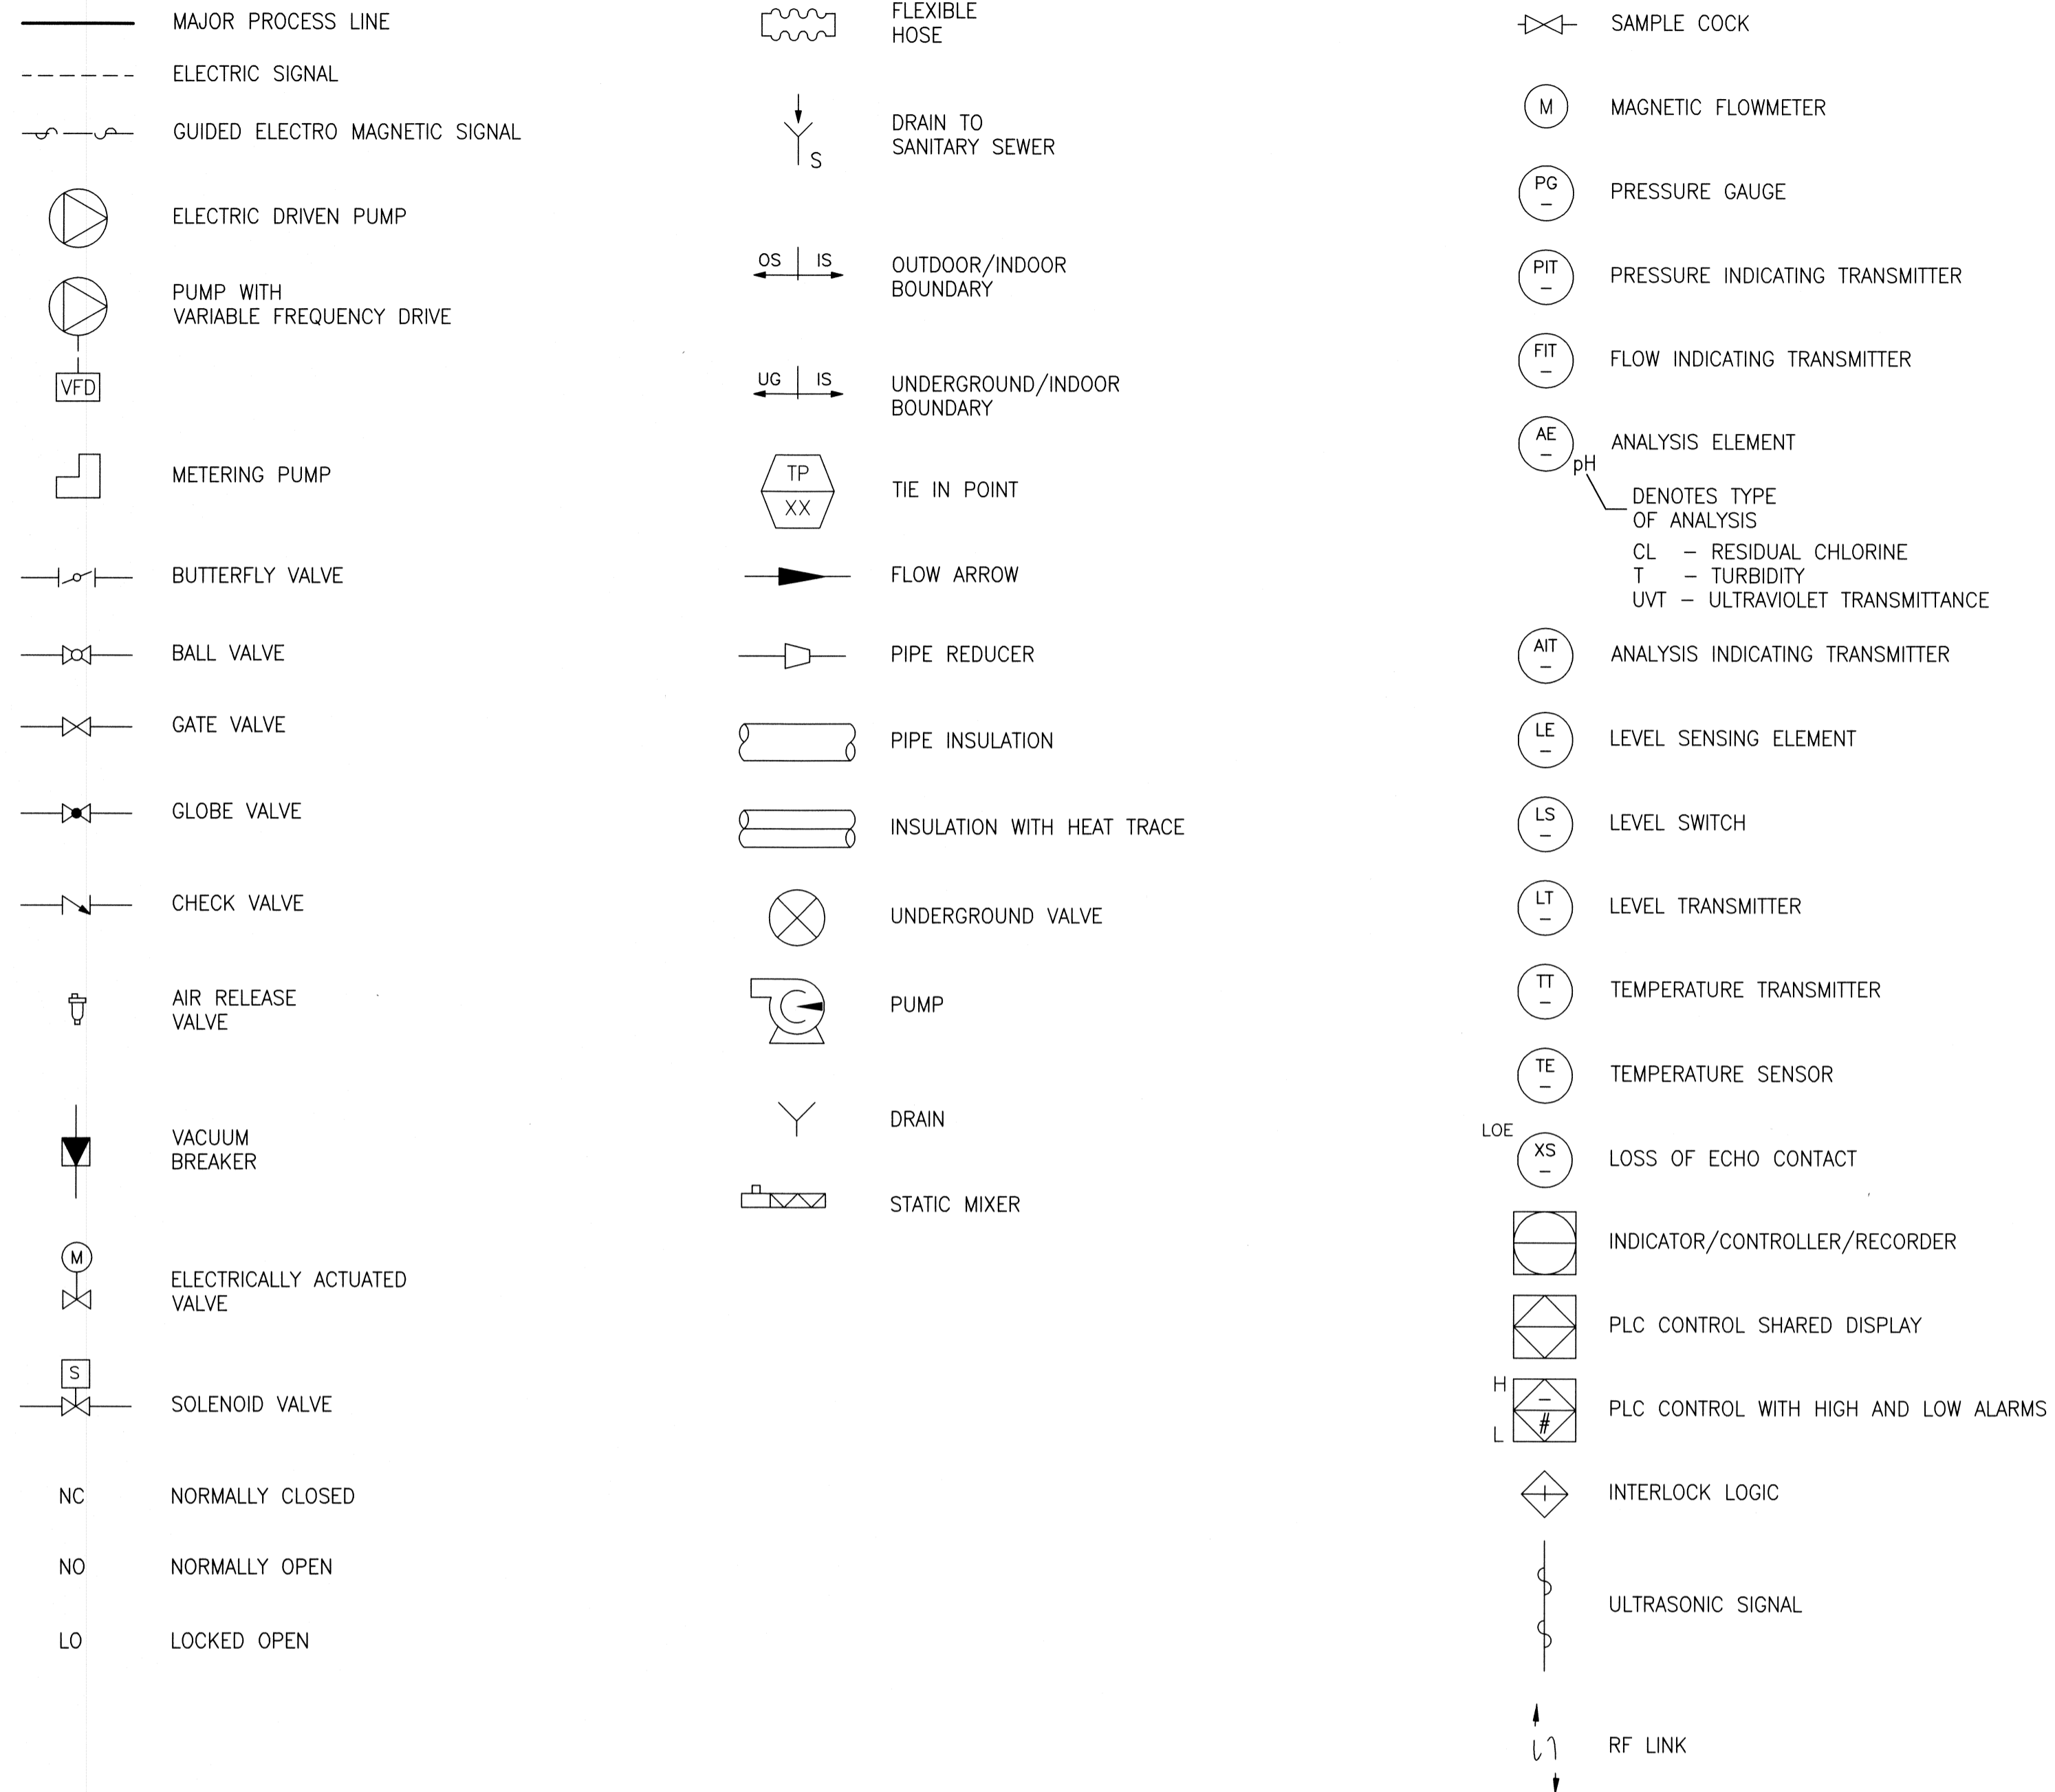 MAJOR PROCESS LINE
ELECTRIC SIGNAL
GUIDED ELECTRO MAGNETIC SIGNAL
ELECTRIC DRIVEN PUMP
PUMP WITH
VARIABLE FREQUENCY DRIVE
VFD
METERING PUMP
BUTTERFLY VALVE
BALL VALVE
GATE VALVE
GLOBE VALVE
CHECK VALVE
AIR RELEASE
VALVE
VACUUM
BREAKER
M
ELECTRICALLY ACTUATED
VALVE
S
SOLENOID VALVE
NC NORMALLY CLOSED
NO NORMALLY OPEN
LO LOCKED OPEN
FLEXIBLE
HOSE
DRAIN TO
SANITARY SEWER
S
OS IS
OUTDOOR/INDOOR
BOUNDARY
UG IS
UNDERGROUND/INDOOR
BOUNDARY
TP
XX
TIE IN POINT
FLOW ARROW
PIPE REDUCER
PIPE INSULATION
INSULATION WITH HEAT TRACE
UNDERGROUND VALVE
PUMP
DRAIN
STATIC MIXER
SAMPLE COCK
M MAGNETIC FLOWMETER
PG
–
PRESSURE GAUGE
PIT
–
PRESSURE INDICATING TRANSMITTER
FIT
–
FLOW INDICATING TRANSMITTER
AE
–
ANALYSIS ELEMENT
pH
DENOTES TYPE
OF ANALYSIS
CL – RESIDUAL CHLORINE
T – TURBIDITY
UVT – ULTRAVIOLET TRANSMITTANCE
AIT
–
ANALYSIS INDICATING TRANSMITTER
LE
–
LEVEL SENSING ELEMENT
LS
–
LEVEL SWITCH
LT
–
LEVEL TRANSMITTER
TT
–
TEMPERATURE TRANSMITTER
TE
–
TEMPERATURE SENSOR
LOE
XS
–
LOSS OF ECHO CONTACT
INDICATOR/CONTROLLER/RECORDER
PLC CONTROL SHARED DISPLAY
H
–
#
L
PLC CONTROL WITH HIGH AND LOW ALARMS
INTERLOCK LOGIC
ULTRASONIC SIGNAL
RF LINK